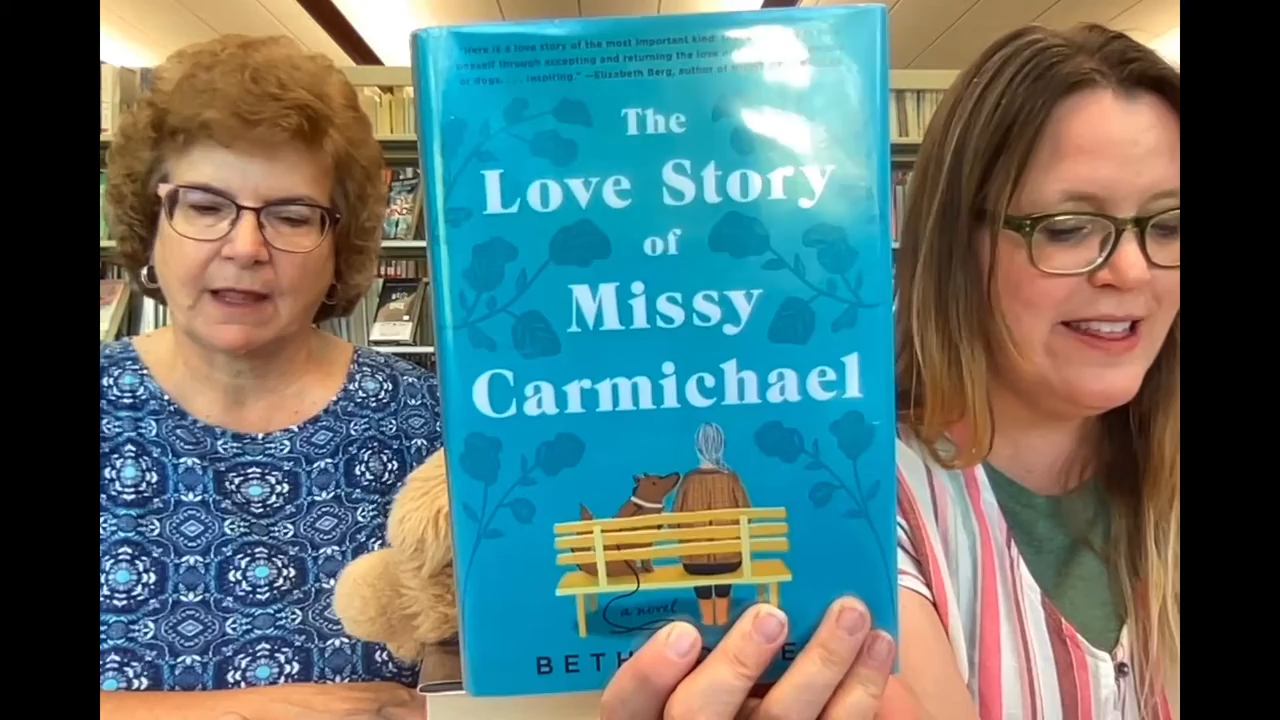 "Here is a love story of the most important kind:
through accepting and returning the love
or dogs. . . . Inspiring." —Elizabeth Berg, author of
The
Love Story
of
Missy
Carmichael
a novel
BETH